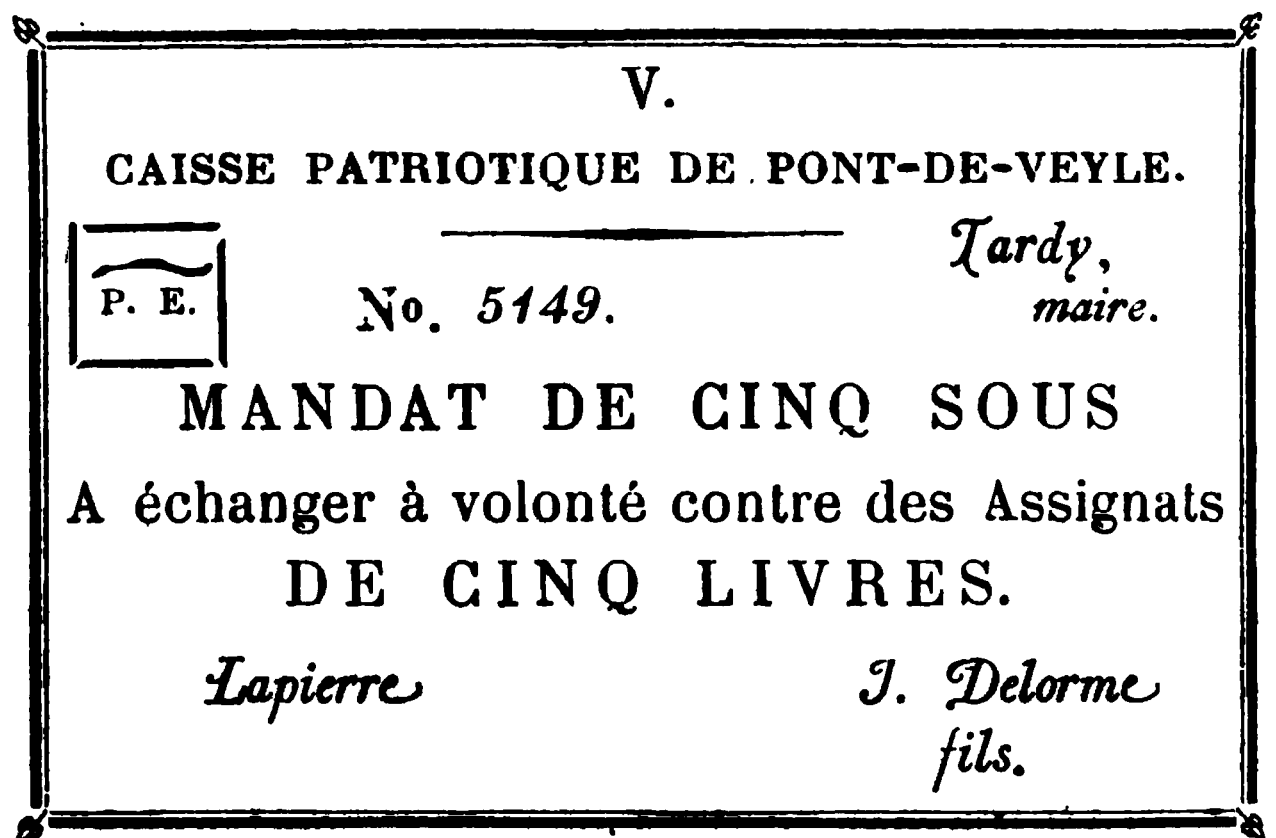 V.
CAISSE PATRIOTIQUE DE PONT-DE-VEYLE.
Tardy,
maire.
P. E.
No. 5149.
MANDAT DE CINQ SOUS
A échanger à volonté contre des Assignats
DE CINQ LIVRES.
Lapierre
J. Delorme
fils.